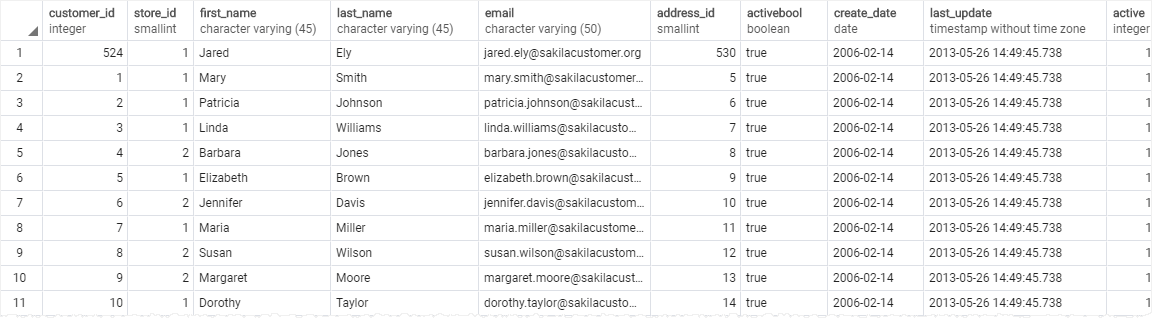 customer_id store_id first_name last_name email address_id activebool create_date last_update active
integer smallint character varying (45) character varying (45) character varying (50) smallint boolean date timestamp without time zone integer
1 524 1 Jared Ely jared.ely@sakilacustomer.org 530 true 2006-02-14 2013-05-26 14:49:45.738 1
2 1 1 Mary Smith mary.smith@sakilacustomer... 5 true 2006-02-14 2013-05-26 14:49:45.738 1
3 2 1 Patricia Johnson patricia.johnson@sakilacust... 6 true 2006-02-14 2013-05-26 14:49:45.738 1
4 3 1 Linda Williams linda.williams@sakilacusto... 7 true 2006-02-14 2013-05-26 14:49:45.738 1
5 4 2 Barbara Jones barbara.jones@sakilacusto... 8 true 2006-02-14 2013-05-26 14:49:45.738 1
6 5 1 Elizabeth Brown elizabeth.brown@sakilacust... 9 true 2006-02-14 2013-05-26 14:49:45.738 1
7 6 2 Jennifer Davis jennifer.davis@sakilacustom... 10 true 2006-02-14 2013-05-26 14:49:45.738 1
8 7 1 Maria Miller maria.miller@sakilacustome... 11 true 2006-02-14 2013-05-26 14:49:45.738 1
9 8 2 Susan Wilson susan.wilson@sakilacustom... 12 true 2006-02-14 2013-05-26 14:49:45.738 1
10 9 2 Margaret Moore margaret.moore@sakilacust... 13 true 2006-02-14 2013-05-26 14:49:45.738 1
11 10 1 Dorothy Taylor dorothy.taylor@sakilacusto... 14 true 2006-02-14 2013-05-26 14:49:45.738 1